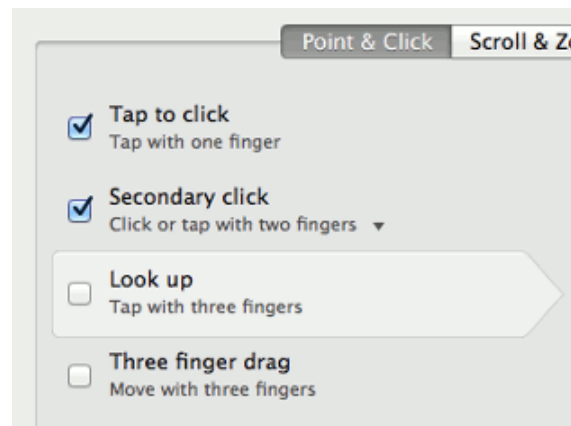 Point & Click Scroll & Z
Tap to click
Tap with one finger
Secondary click
Click or tap with two fingers
Look up
Tap with three fingers
Three finger drag
Move with three fingers